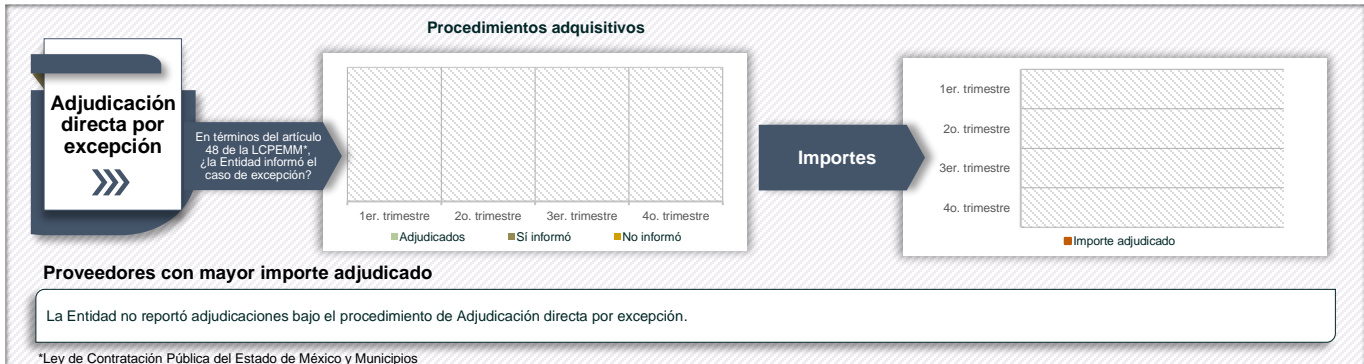 Procedimientos adquisitivos
Adjudicación
directa por
excepción
En términos del artículo
48 de la LCPEMM*,
¿la Entidad informó el
caso de excepción?
1er. trimestre 2o. trimestre 3er. trimestre 4o. trimestre
Adjudicados Sí informó No informó
Importes
1er. trimestre
2o. trimestre
3er. trimestre
4o. trimestre
Importe adjudicado
Proveedores con mayor importe adjudicado
La Entidad no reportó adjudicaciones bajo el procedimiento de Adjudicación directa por excepción.
*Ley de Contratación Pública del Estado de México y Municipios